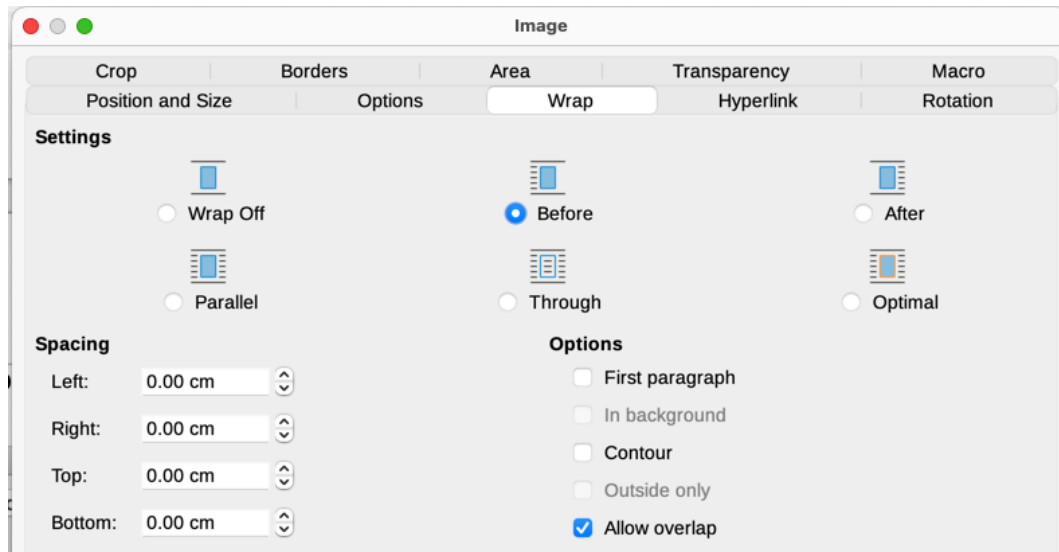 Image
Crop Borders Area Transparency Macro
Position and Size Options Wrap Hyperlink Rotation
Settings
Wrap Off Before After
Parallel Through Optimal
Spacing Options
Left: 0.00 cm First paragraph
In background
Right: 0.00 cm
Contour
Top: 0.00 cm
Outside only
Bottom: 0.00 cm Allow overlap